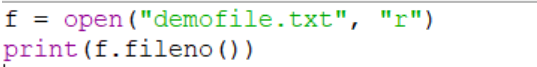 f = open("demofile.txt", "r")
print(f.fileno())